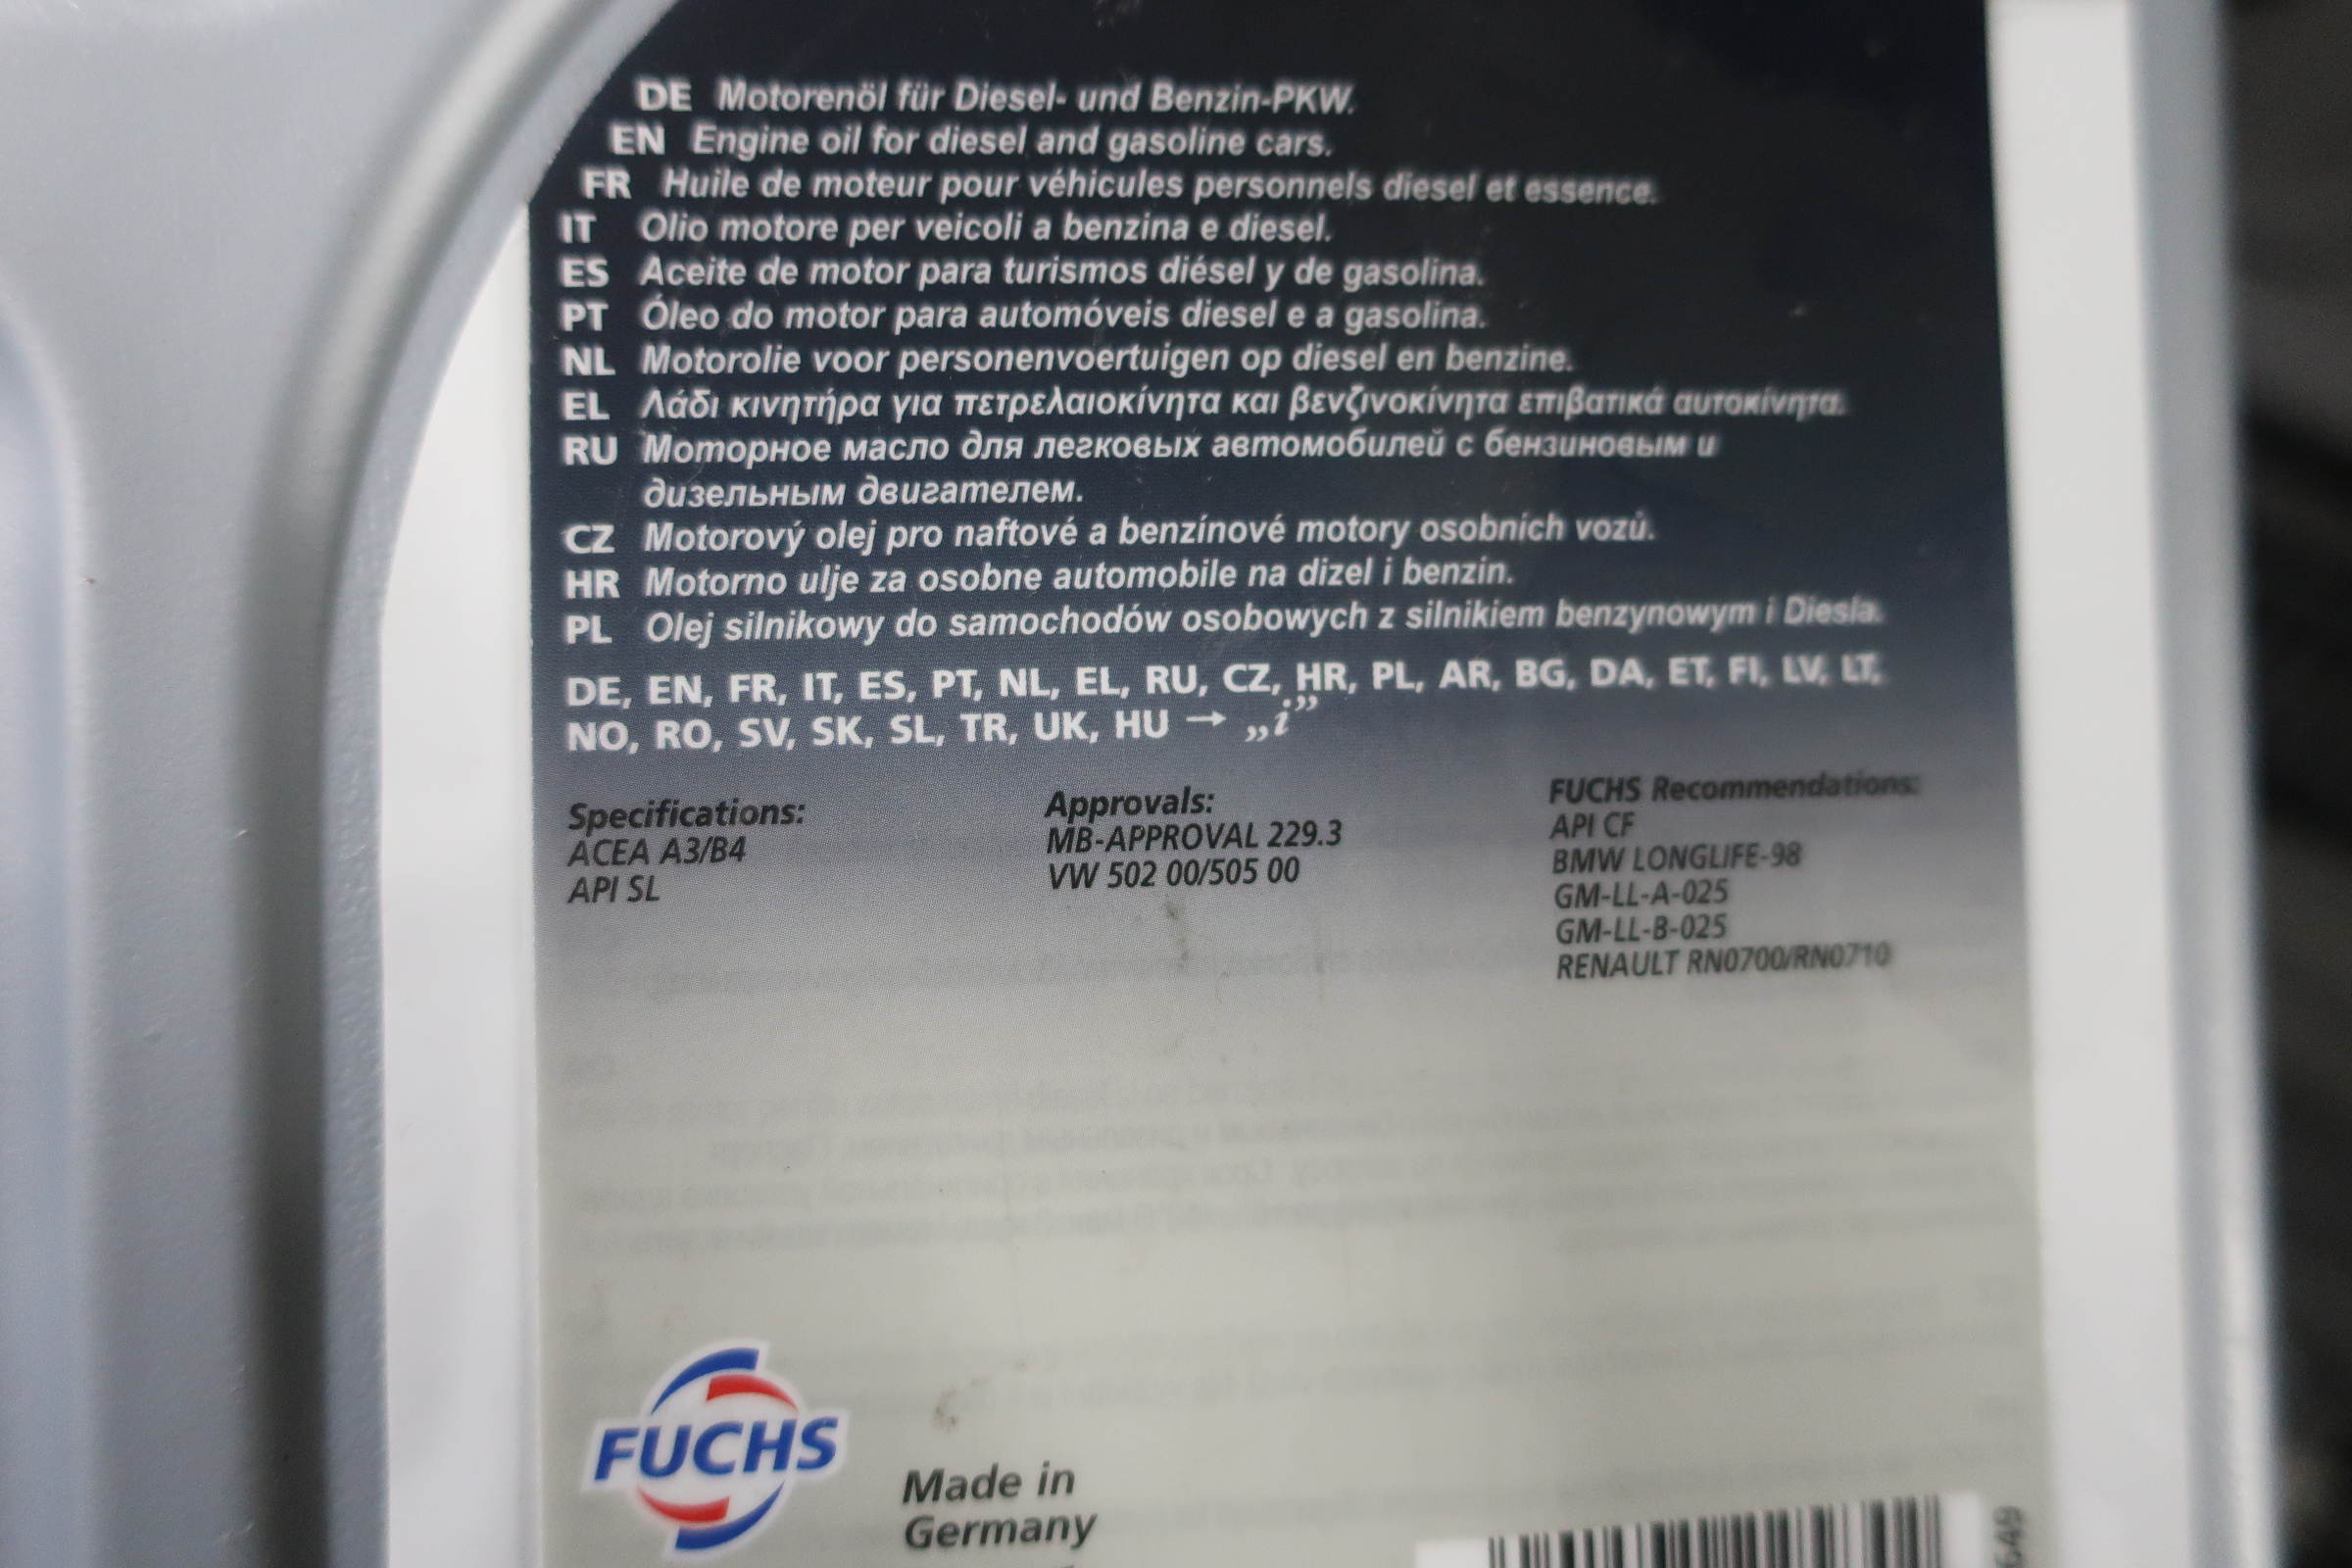 DE Motorenöl für Diesel- und Benzin-PKW.
EN Engine oil for diesel and gasoline cars.
FR Huile de moteur pour véhicules personnels diesel et essence.
IT Olio motore per veicoli a benzina e diesel.
ES Aceite de motor para turismos diésel y de gasolina.
PT Óleo do motor para automóveis diesel e a gasolina.
NL Motorolie voor personenvoertuigen op diesel en benzine.
EL Λάδι κινητήρα για πετρελαιοκίνητα και βενζινοκίνητα επιβατικά αυτοκίνητα.
RU Моторное масло для легковых автомобилей с бензиновым и
дизельным двигателем.
CZ Motorový olej pro naftové a benzínové motory osobních vozů.
HR Motorno ulje za osobne automobile na dizel i benzin.
PL Olej silnikowy do samochodów osobowych z silnikiem benzynowym i Diesla.
DE, EN, FR, IT, ES, PT, NL, EL, RU, CZ, HR, PL, AR, BG, DA, ET, FI, LV, LT,
NO, RO, SV, SK, SL, TR, UK, HU → „i”
Specifications:
ACEA A3/B4
API SL
Approvals:
MB-APPROVAL 229.3
VW 502 00/505 00
FUCHS Recommendations:
API CF
BMW LONGLIFE-98
GM-LL-A-025
GM-LL-B-025
RENAULT RN0700/RN0710
FUCHS
Made in
Germany